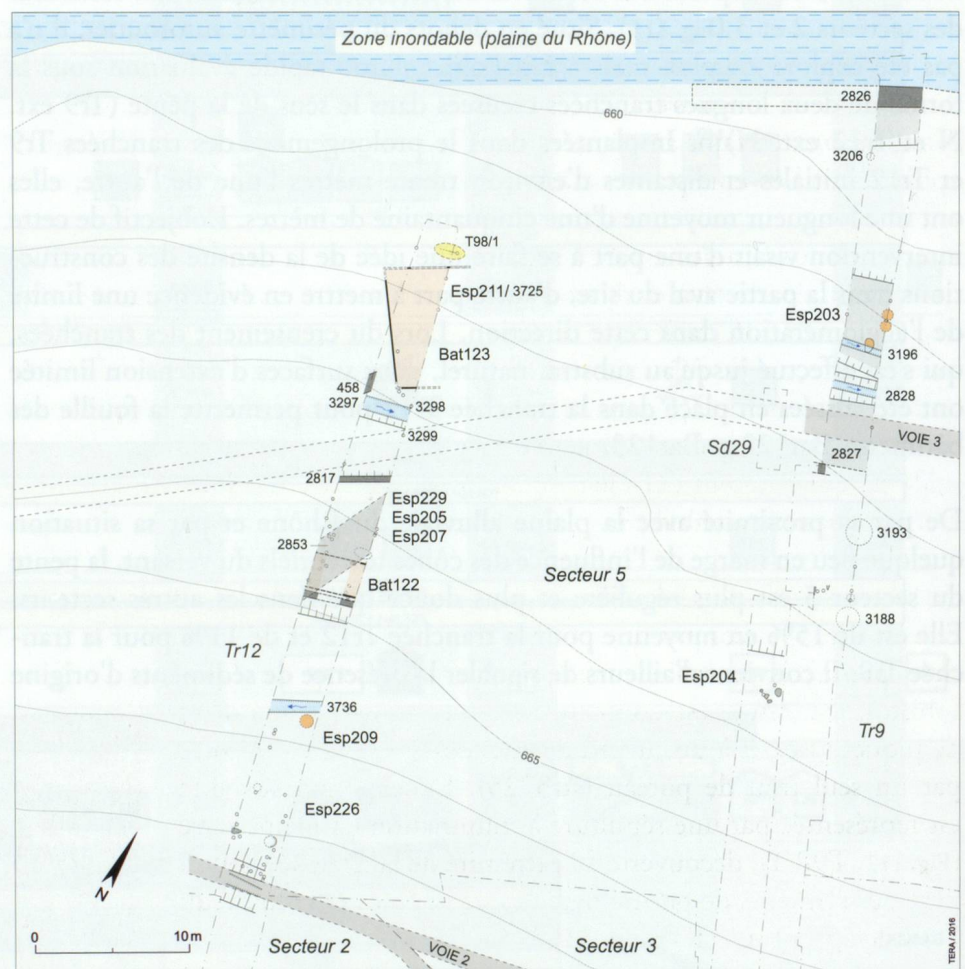 Zone inondable (plaine du Rhône)
2826
660
3206
T98/1
Esp211/ 3725
Esp203
Bat123
3196
458
3297
3298
2828
3299
VOIE 3
Sd29
2827
2817
Esp229
Esp205
Esp207
3193
2853
Secteur 5
Bat122
3188
Tr12
Esp204
3736
Tr9
Esp209
665
Esp226
N
0
10 m
Secteur 2
VOIE 2
Secteur 3
TERA / 2016